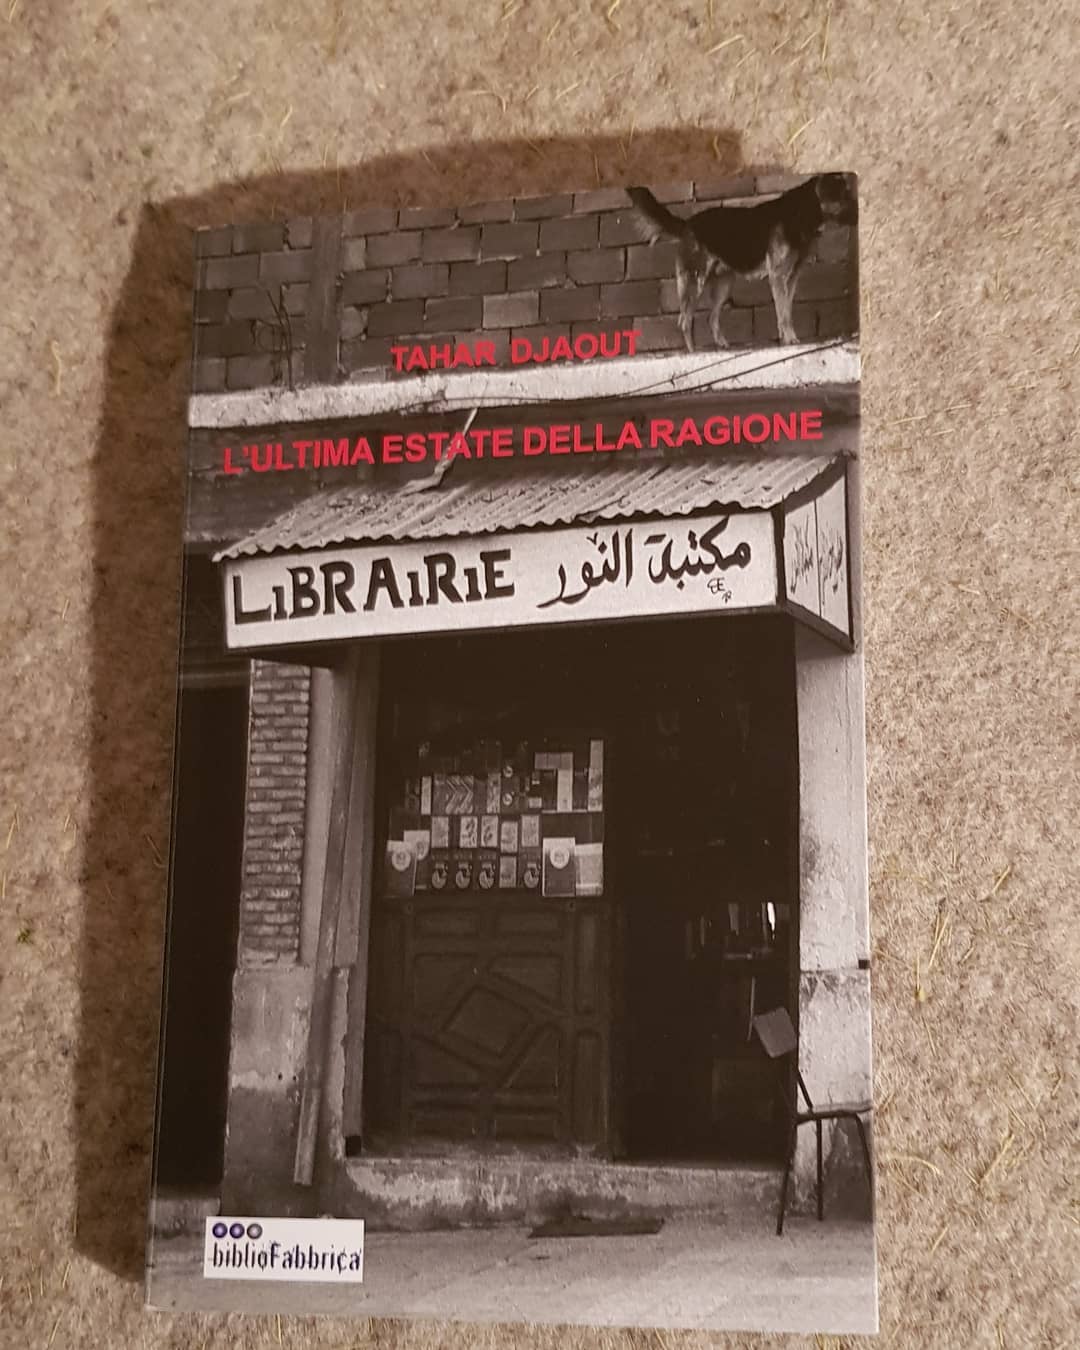 TAHAR DJAOUT
L'ULTIMA ESTATE DELLA RAGIONE
LiBRAiRiE مكتبة النور
biblioFabbrica